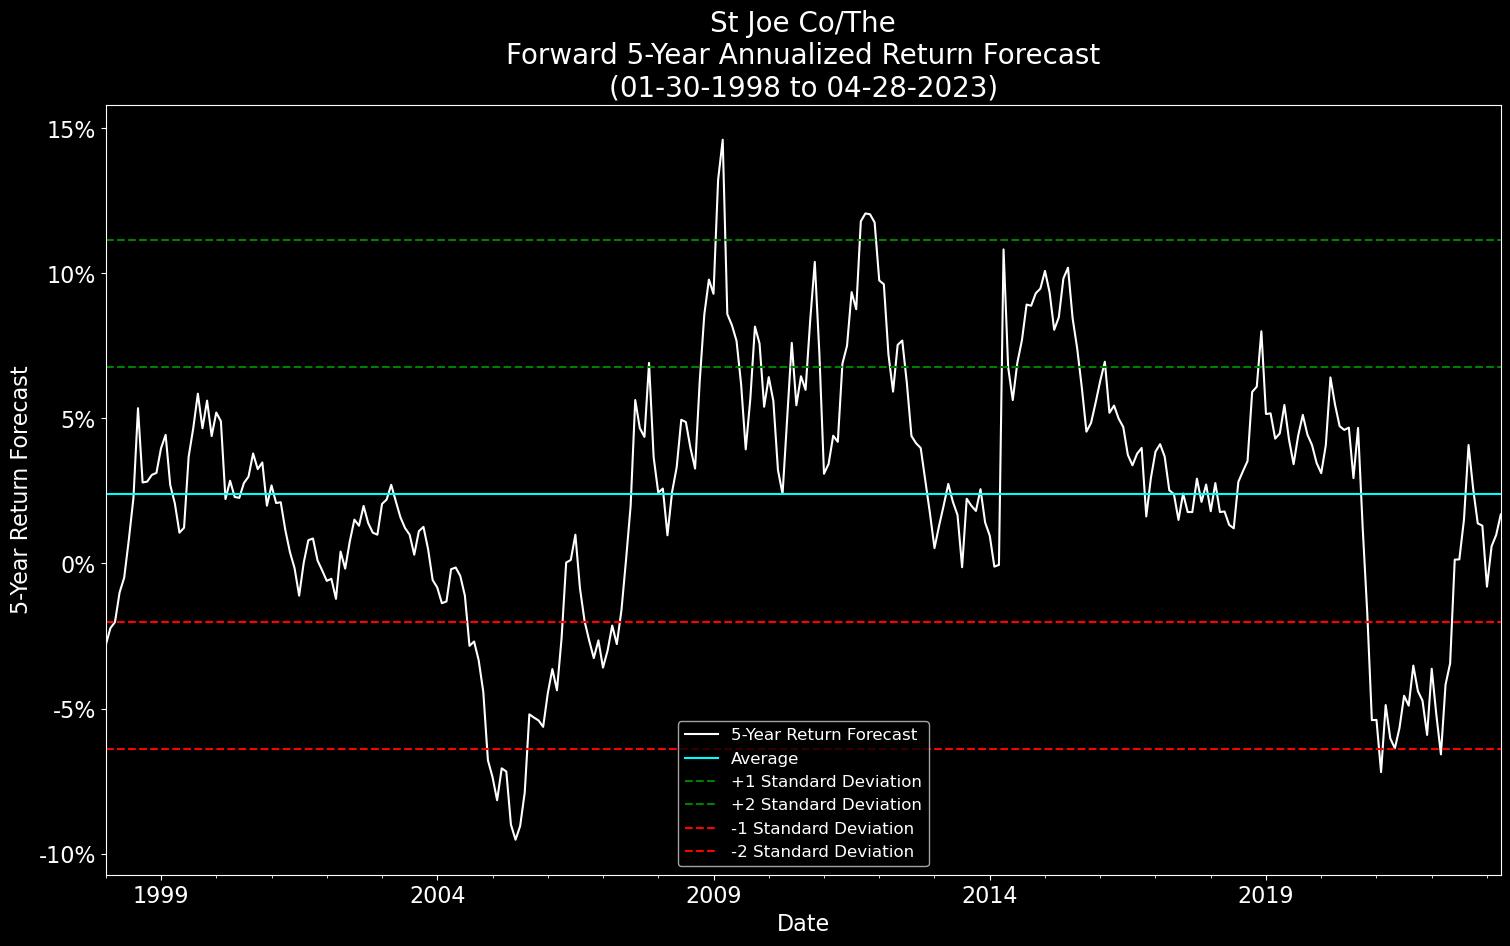 St Joe Co/The
Forward 5-Year Annualized Return Forecast
(01-30-1998 to 04-28-2023)
15%
10%
5%
0%
-5%
-10%
5-Year Return Forecast
5-Year Return Forecast
Average
+1 Standard Deviation
+2 Standard Deviation
-1 Standard Deviation
-2 Standard Deviation
1999 2004 2009 2014 2019
Date